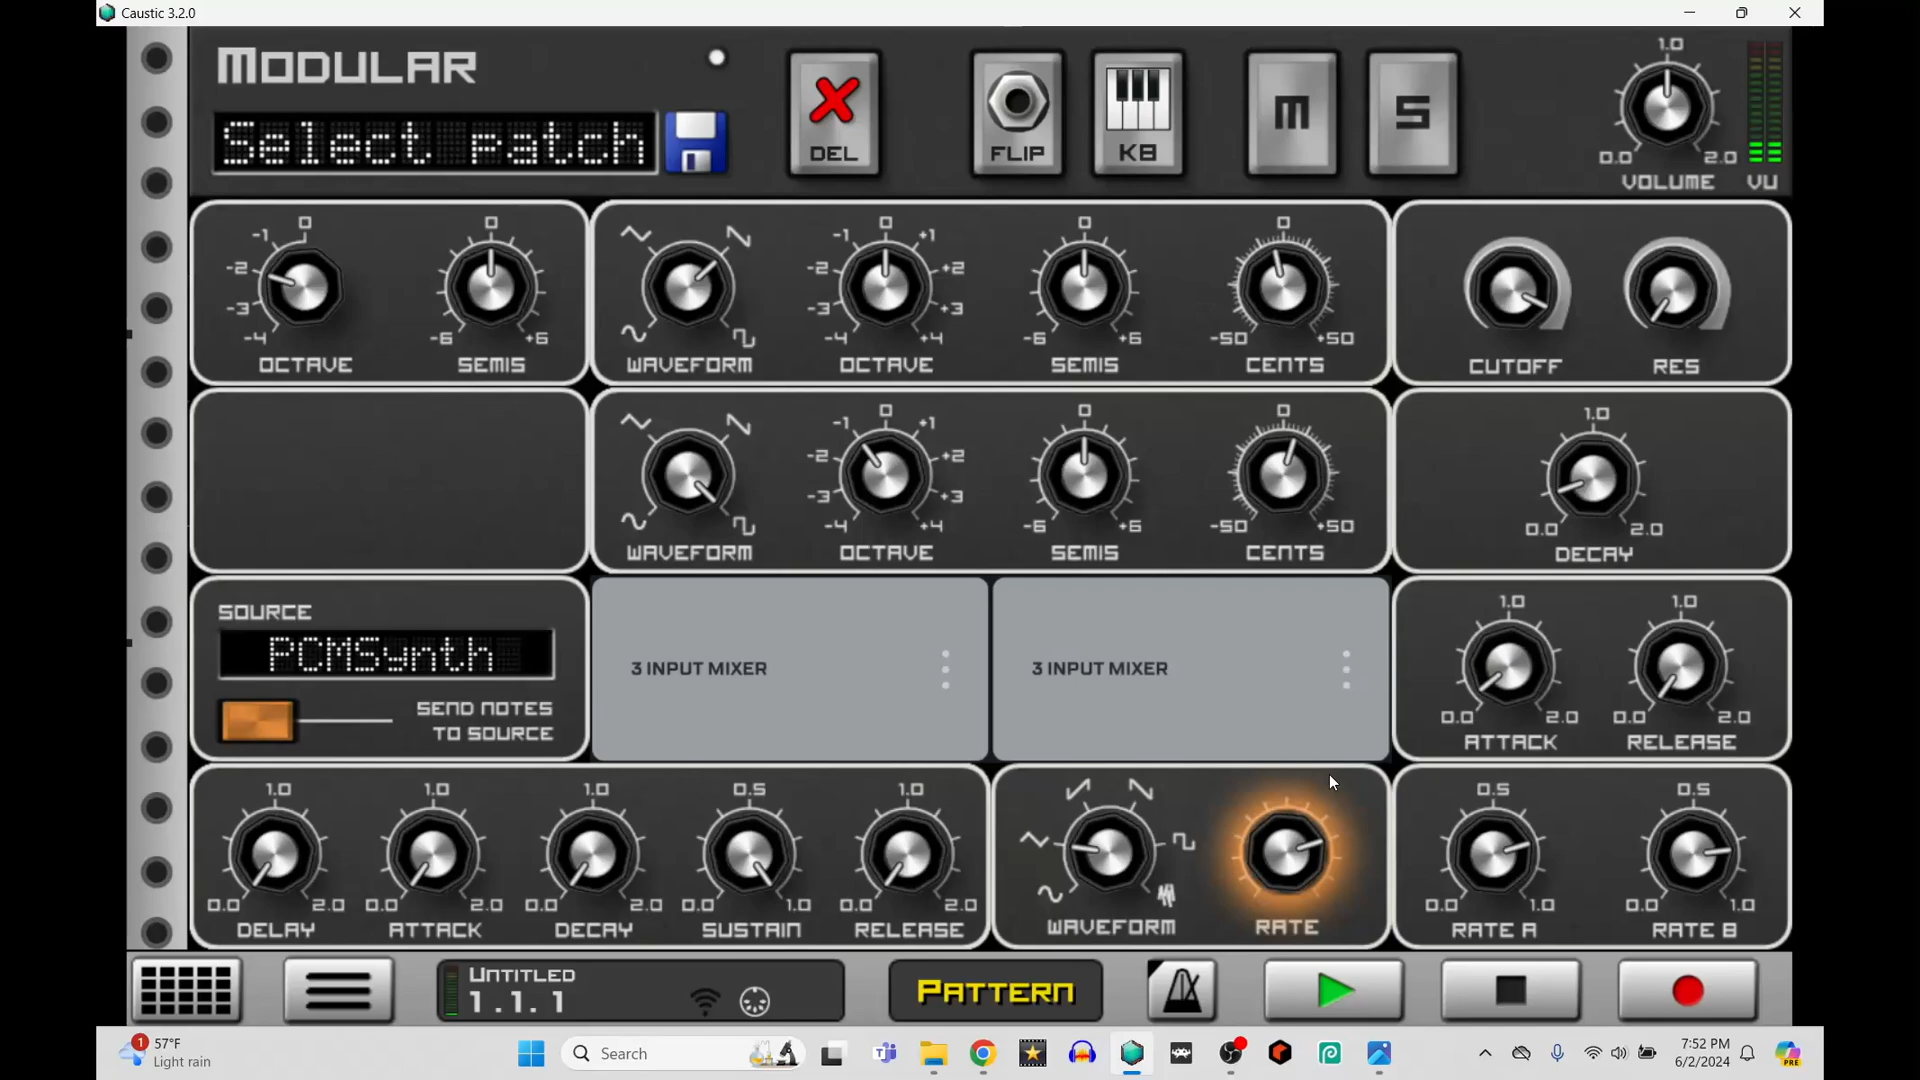 Caustic 3.2.0
Modular
Select patch
DEL
FLIP
KB
M
S
1.0
0.0 2.0
VOLUME VU
0
-1
-2
-3
-4
OCTAVE
0
-6 +6
SEMIS
WAVEFORM
0
-1 +1
-2 +2
-3 +3
-4 +4
OCTAVE
0
-6 +6
SEMIS
0
-50 +50
CENTS
CUTOFF
RES
WAVEFORM
0
-1 +1
-2 +2
-3 +3
-4 +4
OCTAVE
0
-6 +6
SEMIS
0
-50 +50
CENTS
1.0
0.0 2.0
DECAY
SOURCE
PCMSynth
SEND NOTES
TO SOURCE
3 INPUT MIXER
3 INPUT MIXER
1.0
0.0 2.0
ATTACK
1.0
0.0 2.0
RELEASE
1.0
0.0 2.0
DELAY
1.0
0.0 2.0
ATTACK
1.0
0.0 2.0
DECAY
0.5
0.0 1.0
SUSTAIN
1.0
0.0 2.0
RELEASE
WAVEFORM
RATE
0.5
0.0 1.0
RATE A
0.5
0.0 1.0
RATE B
Untitled
1.1.1
Pattern
1
57°F
Light rain
Search
7:52 PM
6/2/2024
PRE